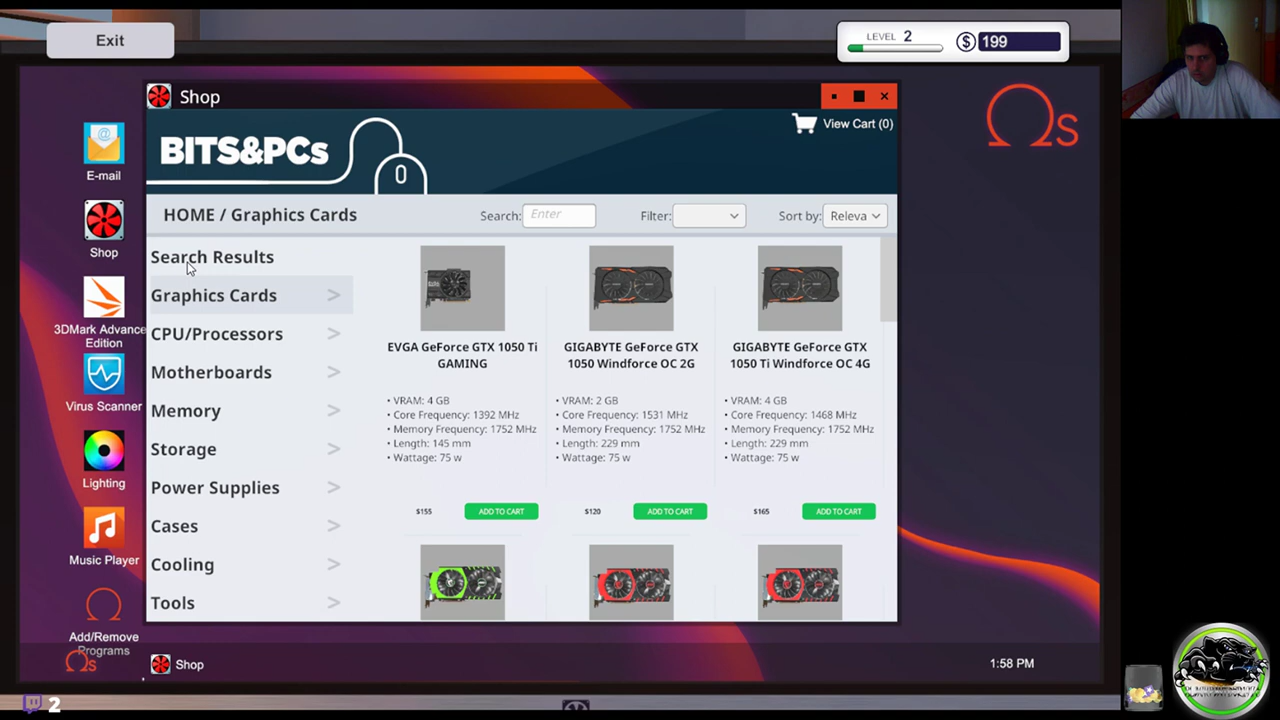 Exit
LEVEL 2
$ 199
Shop
BITS&PCs
View Cart (0)
HOME / Graphics Cards
Search: Enter
Filter:
Sort by: Releva
E-mail
Shop
3DMark Advance
Edition
Virus Scanner
Lighting
Music Player
Add/Remove
Programs
Search Results
Graphics Cards >
CPU/Processors >
Motherboards >
Memory >
Storage >
Power Supplies >
Cases >
Cooling >
Tools >
EVGA GeForce GTX 1050 Ti
GAMING
• VRAM: 4 GB
• Core Frequency: 1392 MHz
• Memory Frequency: 1752 MHz
• Length: 145 mm
• Wattage: 75 w
$155
ADD TO CART
GIGABYTE GeForce GTX
1050 Windforce OC 2G
• VRAM: 2 GB
• Core Frequency: 1531 MHz
• Memory Frequency: 1752 MHz
• Length: 229 mm
• Wattage: 75 w
$120
ADD TO CART
GIGABYTE GeForce GTX
1050 Ti Windforce OC 4G
• VRAM: 4 GB
• Core Frequency: 1468 MHz
• Memory Frequency: 1752 MHz
• Length: 229 mm
• Wattage: 75 w
$165
ADD TO CART
Ωs
Ωs
Shop
1:58 PM
2